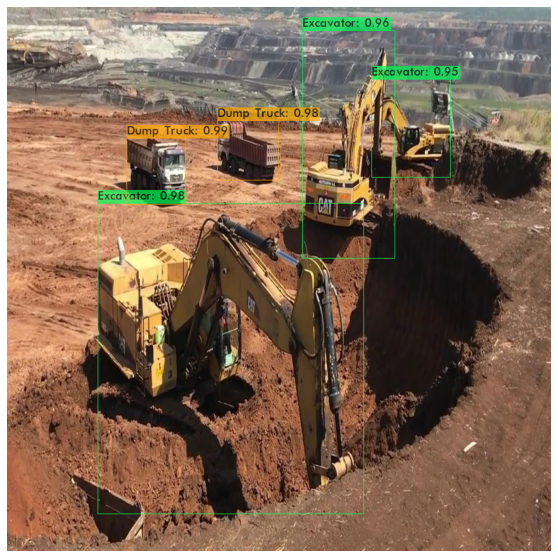 Excavator: 0.96
Excavator: 0.95
Dump Truck: 0.98
Dump Truck: 0.99
Excavator: 0.98
CAT
CAT